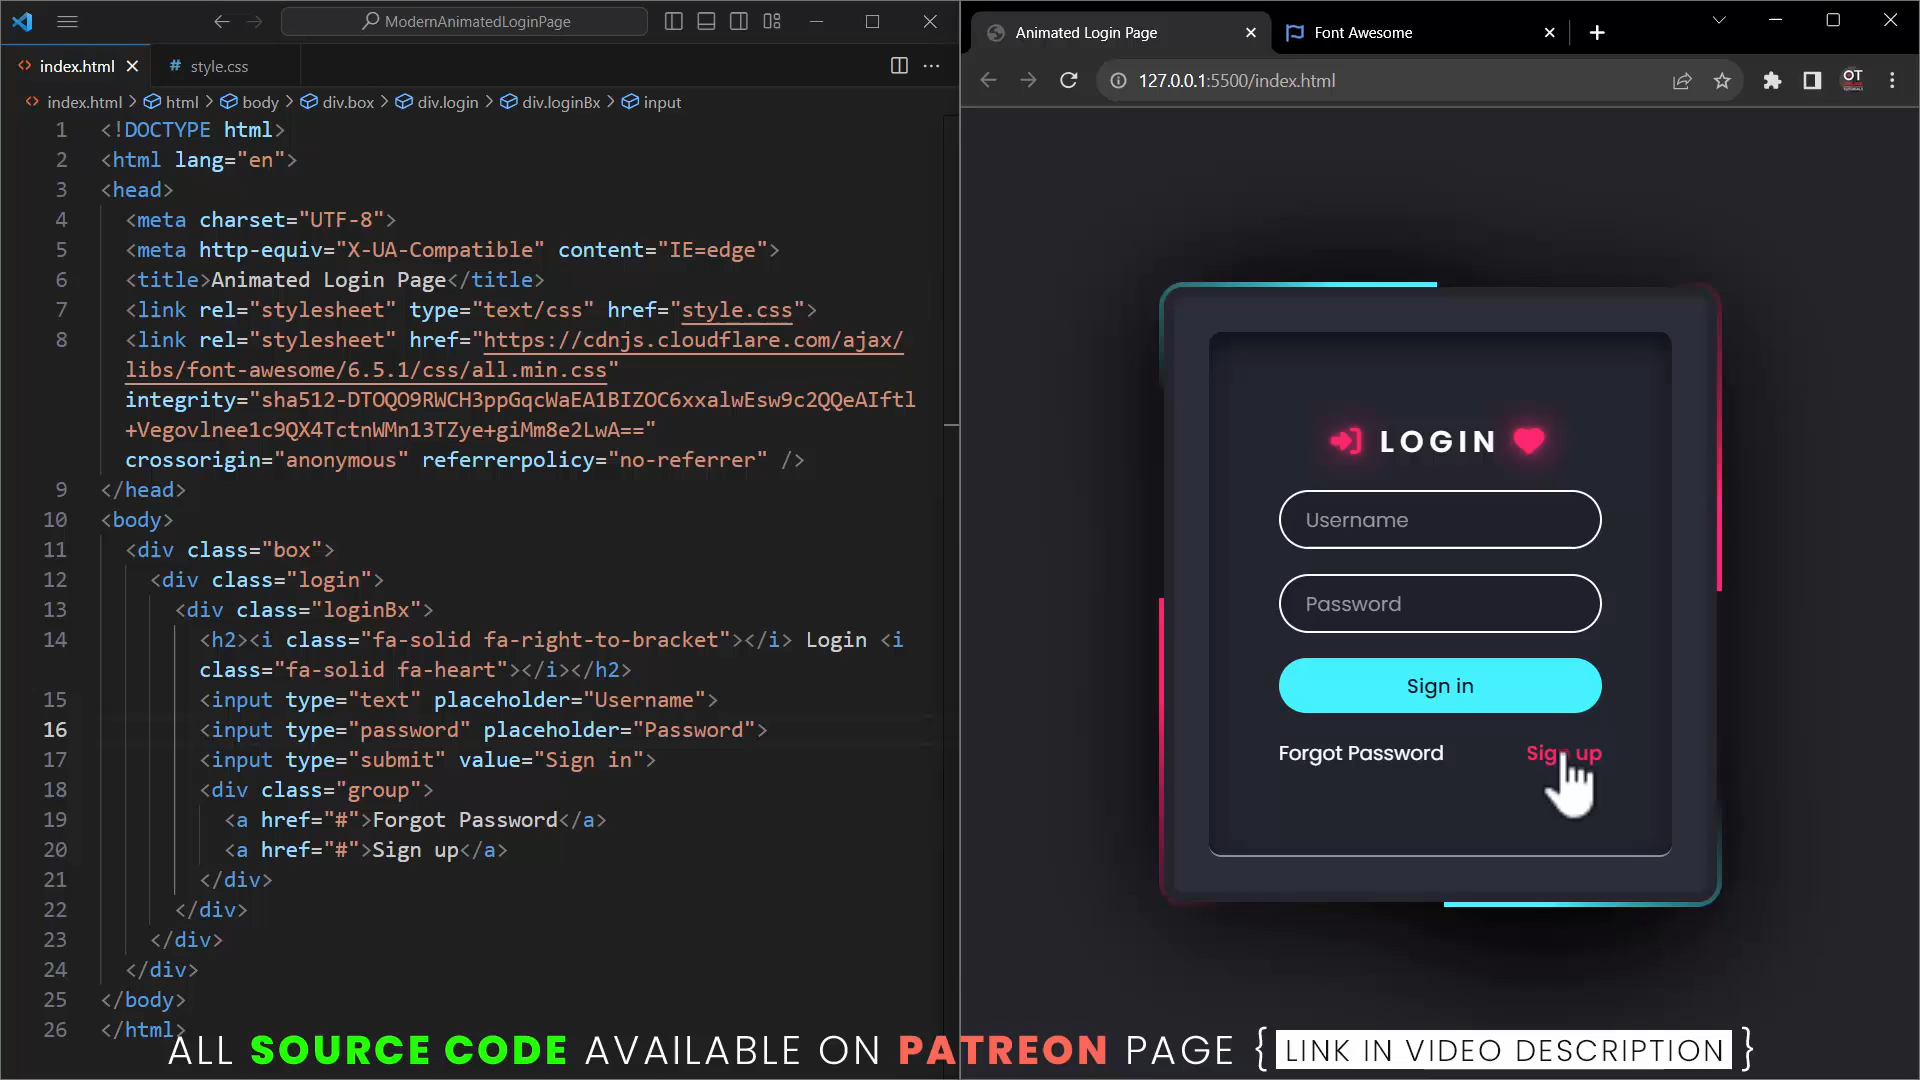 ModernAnimatedLoginPage
index.html
# style.css
index.html > html > body > div.box > div.login > div.loginBx > input
1 <!DOCTYPE html>
2 <html lang="en">
3 <head>
4 <meta charset="UTF-8">
5 <meta http-equiv="X-UA-Compatible" content="IE=edge">
6 <title>Animated Login Page</title>
7 <link rel="stylesheet" type="text/css" href="style.css">
8 <link rel="stylesheet" href="https://cdnjs.cloudflare.com/ajax/
libs/font-awesome/6.5.1/css/all.min.css"
integrity="sha512-DTOQO9RWCH3ppGqcWaEA1BIZOC6xxalwEsw9c2QQeAIftl
+Vegovlnee1c9QX4TctnWMn13TZye+giMm8e2LwA=="
crossorigin="anonymous" referrerpolicy="no-referrer" />
9 </head>
10 <body>
11 <div class="box">
12 <div class="login">
13 <div class="loginBx">
14 <h2><i class="fa-solid fa-right-to-bracket"></i> Login <i
class="fa-solid fa-heart"></i></h2>
15 <input type="text" placeholder="Username">
16 <input type="password" placeholder="Password">
17 <input type="submit" value="Sign in">
18 <div class="group">
19 <a href="#">Forgot Password</a>
20 <a href="#">Sign up</a>
21 </div>
22 </div>
23 </div>
24 </div>
25 </body>
26 </html>
Animated Login Page
Font Awesome
127.0.0.1:5500/index.html
OT
LOGIN
Username
Password
Sign in
Forgot Password
Sign up
ALL SOURCE CODE AVAILABLE ON PATREON PAGE { LINK IN VIDEO DESCRIPTION }